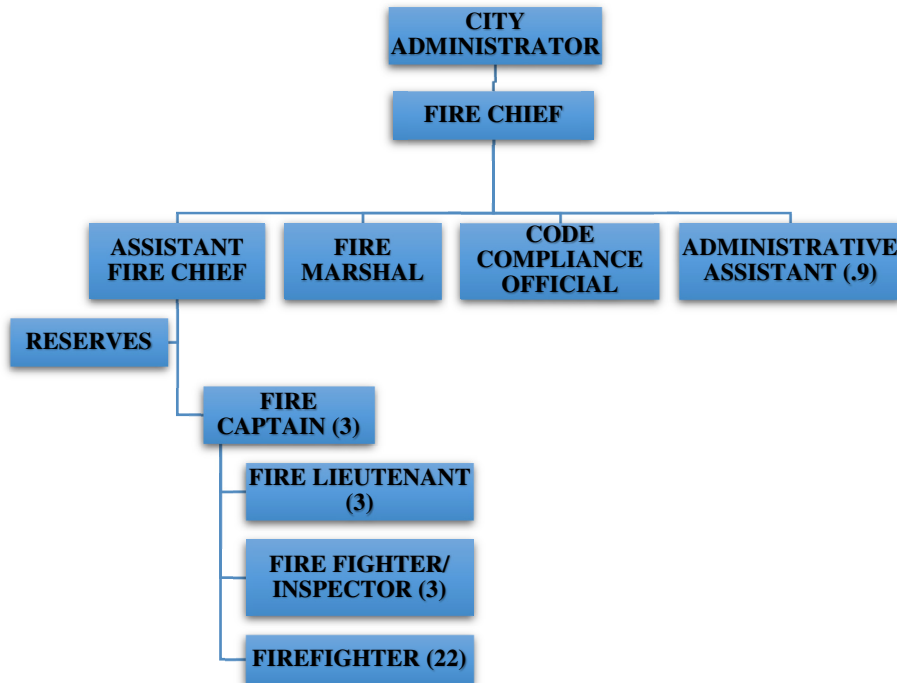 CITY
ADMINISTRATOR
FIRE CHIEF
ASSISTANT
FIRE CHIEF
FIRE
MARSHAL
CODE
COMPLIANCE
OFFICIAL
ADMINISTRATIVE
ASSISTANT (.9)
RESERVES
FIRE
CAPTAIN (3)
FIRE LIEUTENANT
(3)
FIRE FIGHTER/
INSPECTOR (3)
FIREFIGHTER (22)